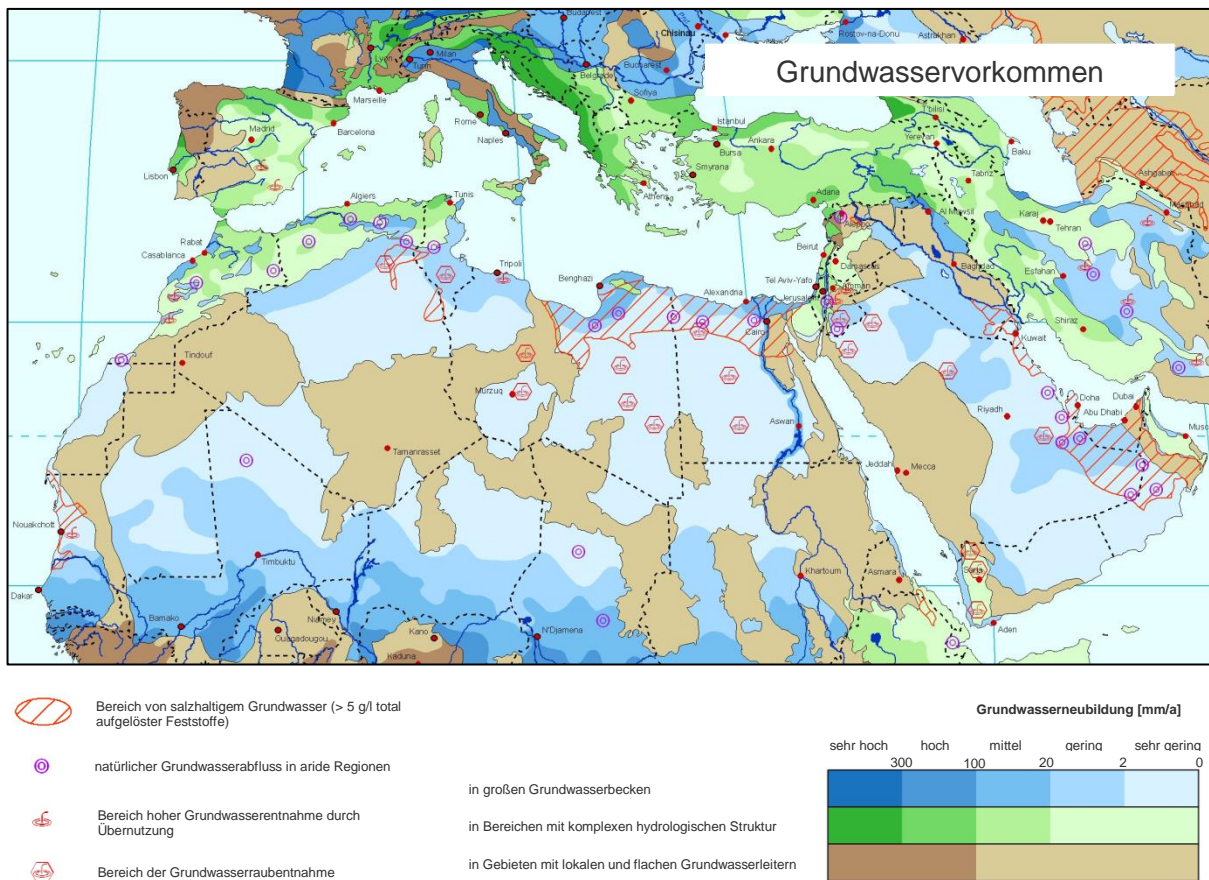 Grundwasservorkommen
Budapest
Chisinau
Rostov-na-Donu
Astrakhan
Lyon
Milan
Turin
Bucharest
Belgrade
Marseille
Sofiya
T'bilisi
Madrid
Barcelona
Rome
Naples
Istanbul
Bursa
Ankara
Yerevan
Baku
Lisbon
Smyrana
Athens
Tabriz
Ashgabat
Algiers
Tunis
Adana
Aleppo
Al Mawsil
Karaj
Tehran
Rabat
Casablanca
Tripoli
Benghazi
Alexandria
Beirut
Damascus
Tel Aviv-Yafo
Amman
Jerusalem
Baghdad
Esfahan
Cairo
Shiraz
Kuwait
Tindouf
Murzuq
Riyadh
Doha
Dubai
Abu Dhabi
Aswan
Tamanrasset
Jeddah
Mecca
Nouakchott
Timbuktu
Khartoum
Asmara
Dakar
Bamako
Niamey
Ouagadougou
Kano
N'Djamena
Kaduna
Aden
Bereich von salzhaltigem Grundwasser (> 5 g/l total
aufgelöster Feststoffe)
natürlicher Grundwasserabfluss in aride Regionen
Bereich hoher Grundwasserentnahme durch
Übernutzung
Bereich der Grundwasserraubentnahme
Grundwasserneubildung [mm/a]
sehr hoch hoch mittel gering sehr gering
300 100 20 2 0
in großen Grundwasserbecken
in Bereichen mit komplexen hydrologischen Struktur
in Gebieten mit lokalen und flachen Grundwasserleitern